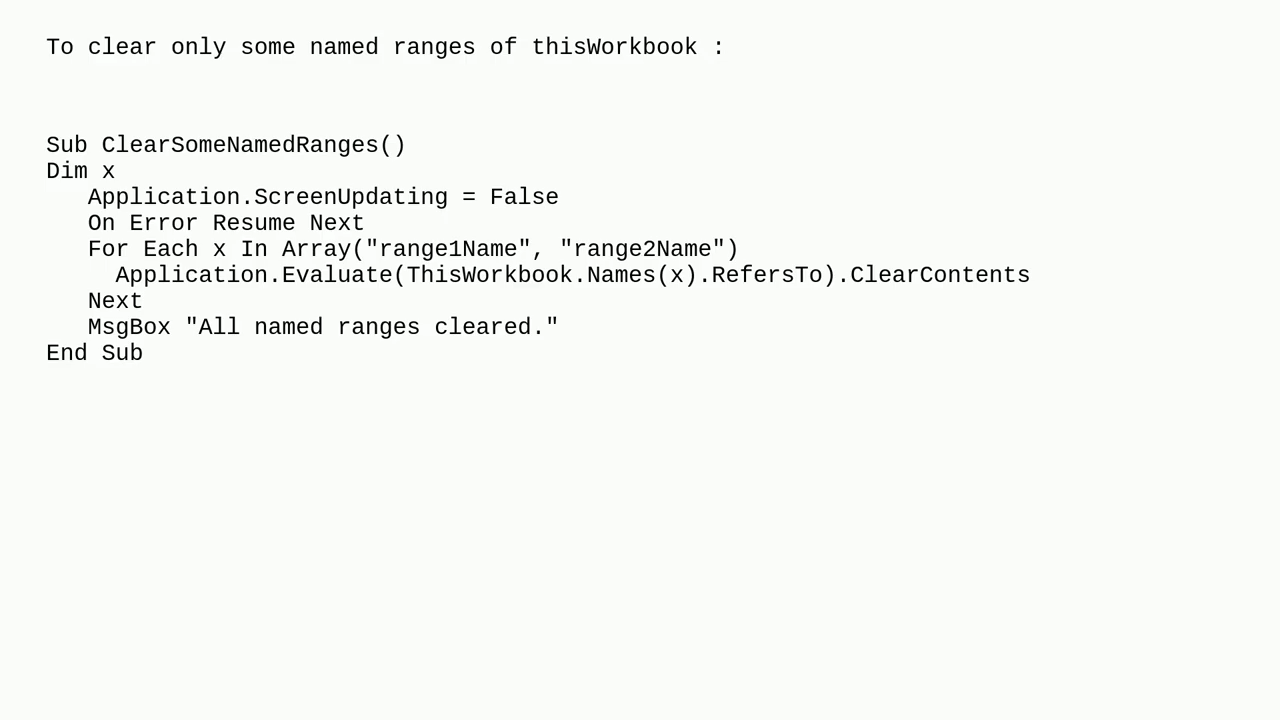 To clear only some named ranges of thisWorkbook :
Sub ClearSomeNamedRanges()
Dim x
   Application.ScreenUpdating = False
   On Error Resume Next
   For Each x In Array("range1Name", "range2Name")
     Application.Evaluate(ThisWorkbook.Names(x).RefersTo).ClearContents
   Next
   MsgBox "All named ranges cleared."
End Sub